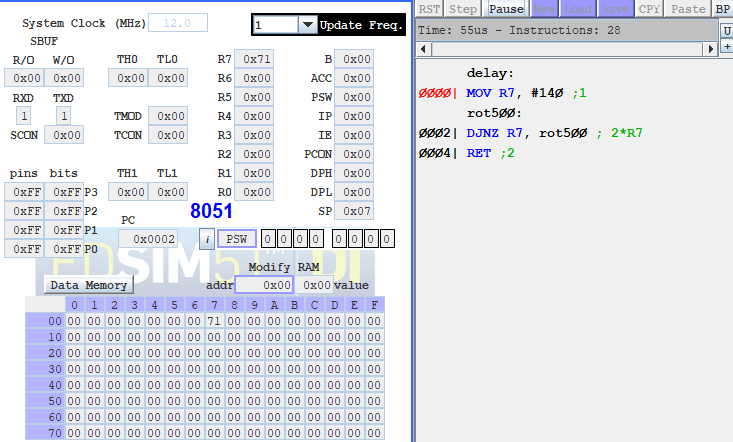 System Clock (MHz) 12.0 1 Update Freq.
SBUF
R/O W/O TH0 TL0 R7 0x71 B 0x00
0x00 0x00 0x00 0x00 R6 0x00 ACC 0x00
RXD TXD R5 0x00 PSW 0x00
1 1 TMOD 0x00 R4 0x00 IP 0x00
SCON 0x00 TCON 0x00 R3 0x00 IE 0x00
R2 0x00 PCON 0x00
pins bits TH1 TL1 R1 0x00 DPH 0x00
0xFF 0xFF P3 0x00 0x00 R0 0x00 DPL 0x00
0xFF 0xFF P2 8051 SP 0x07
0xFF 0xFF P1 PC
0xFF 0xFF P0 0x0002 i PSW 0 0 0 0 0 0 0 0
Modify RAM
Data Memory addr 0x00 0x00 value
0 1 2 3 4 5 6 7 8 9 A B C D E F
00 00 00 00 00 00 00 00 71 00 00 00 00 00 00 00 00
10 00 00 00 00 00 00 00 00 00 00 00 00 00 00 00 00
20 00 00 00 00 00 00 00 00 00 00 00 00 00 00 00 00
30 00 00 00 00 00 00 00 00 00 00 00 00 00 00 00 00
40 00 00 00 00 00 00 00 00 00 00 00 00 00 00 00 00
50 00 00 00 00 00 00 00 00 00 00 00 00 00 00 00 00
60 00 00 00 00 00 00 00 00 00 00 00 00 00 00 00 00
70 00 00 00 00 00 00 00 00 00 00 00 00 00 00 00 00
RST Step Pause New Load Save CPY Paste BP
Time: 55us - Instructions: 28 U
+
delay:
0000| MOV R7, #140 ;1
rot500:
0002| DJNZ R7, rot500 ; 2*R7
0004| RET ;2